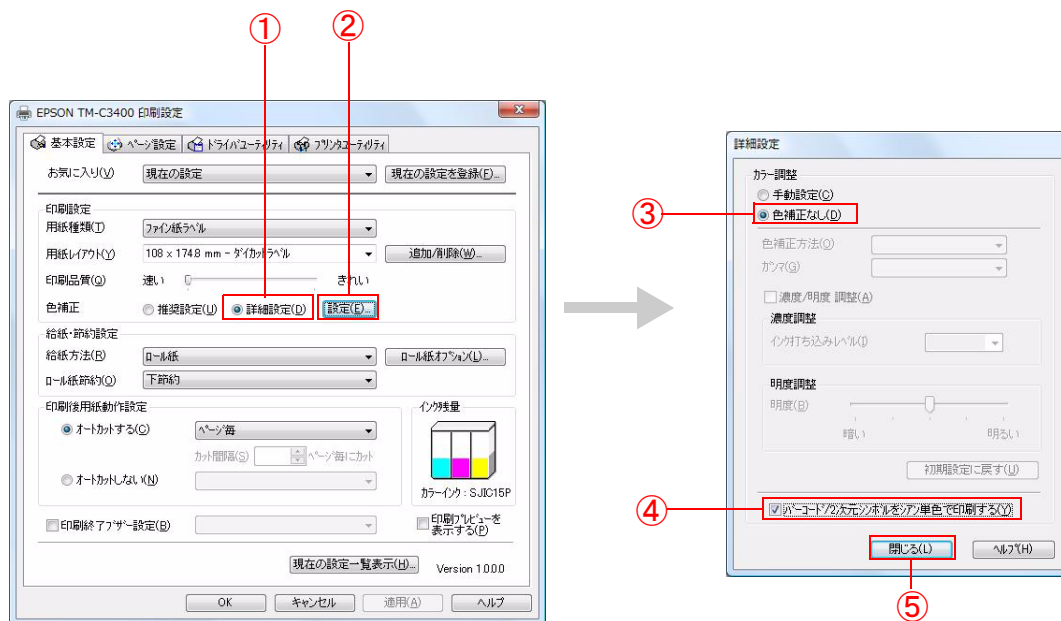 ① ②
EPSON TM-C3400 印刷設定
基本設定 ページ設定 ドライバユーティリティ プリンタユーティリティ
お気に入り(V) 現在の設定 現在の設定を登録(F)...
印刷設定
用紙種類(T) ファイン紙ラベル
用紙レイアウト(Y) 108 x 174.8 mm - ダイカットラベル 追加/削除(W)...
印刷品質(Q) 速い きれい
色補正 推奨設定(U) 詳細設定(D) 設定(E)...
給紙・節約設定
給紙方法(R) ロール紙 ロール紙オプション(L)...
ロール紙節約(O) 下節約
印刷後用紙動作設定
オートカットする(C) ページ毎
カット間隔(S) ページ毎にカット
オートカットしない(N)
インク残量
カラーインク : SJIC15P
印刷終了ブザー設定(B)
印刷プレビューを
表示する(P)
現在の設定一覧表示(H)... Version 1.0.0.0
OK キャンセル 適用(A) ヘルプ
詳細設定
カラー調整
手動設定(C)
③ 色補正なし(D)
色補正方法(O)
ガンマ(G)
濃度/明度 調整(A)
濃度調整
インク打ち込みレベル(I)
明度調整
明度(B)
暗い 明るい
初期設定に戻す(U)
④ バーコード/2次元シンボルをシアン単色で印刷する(Y)
閉じる(L) ヘルプ(H)
⑤